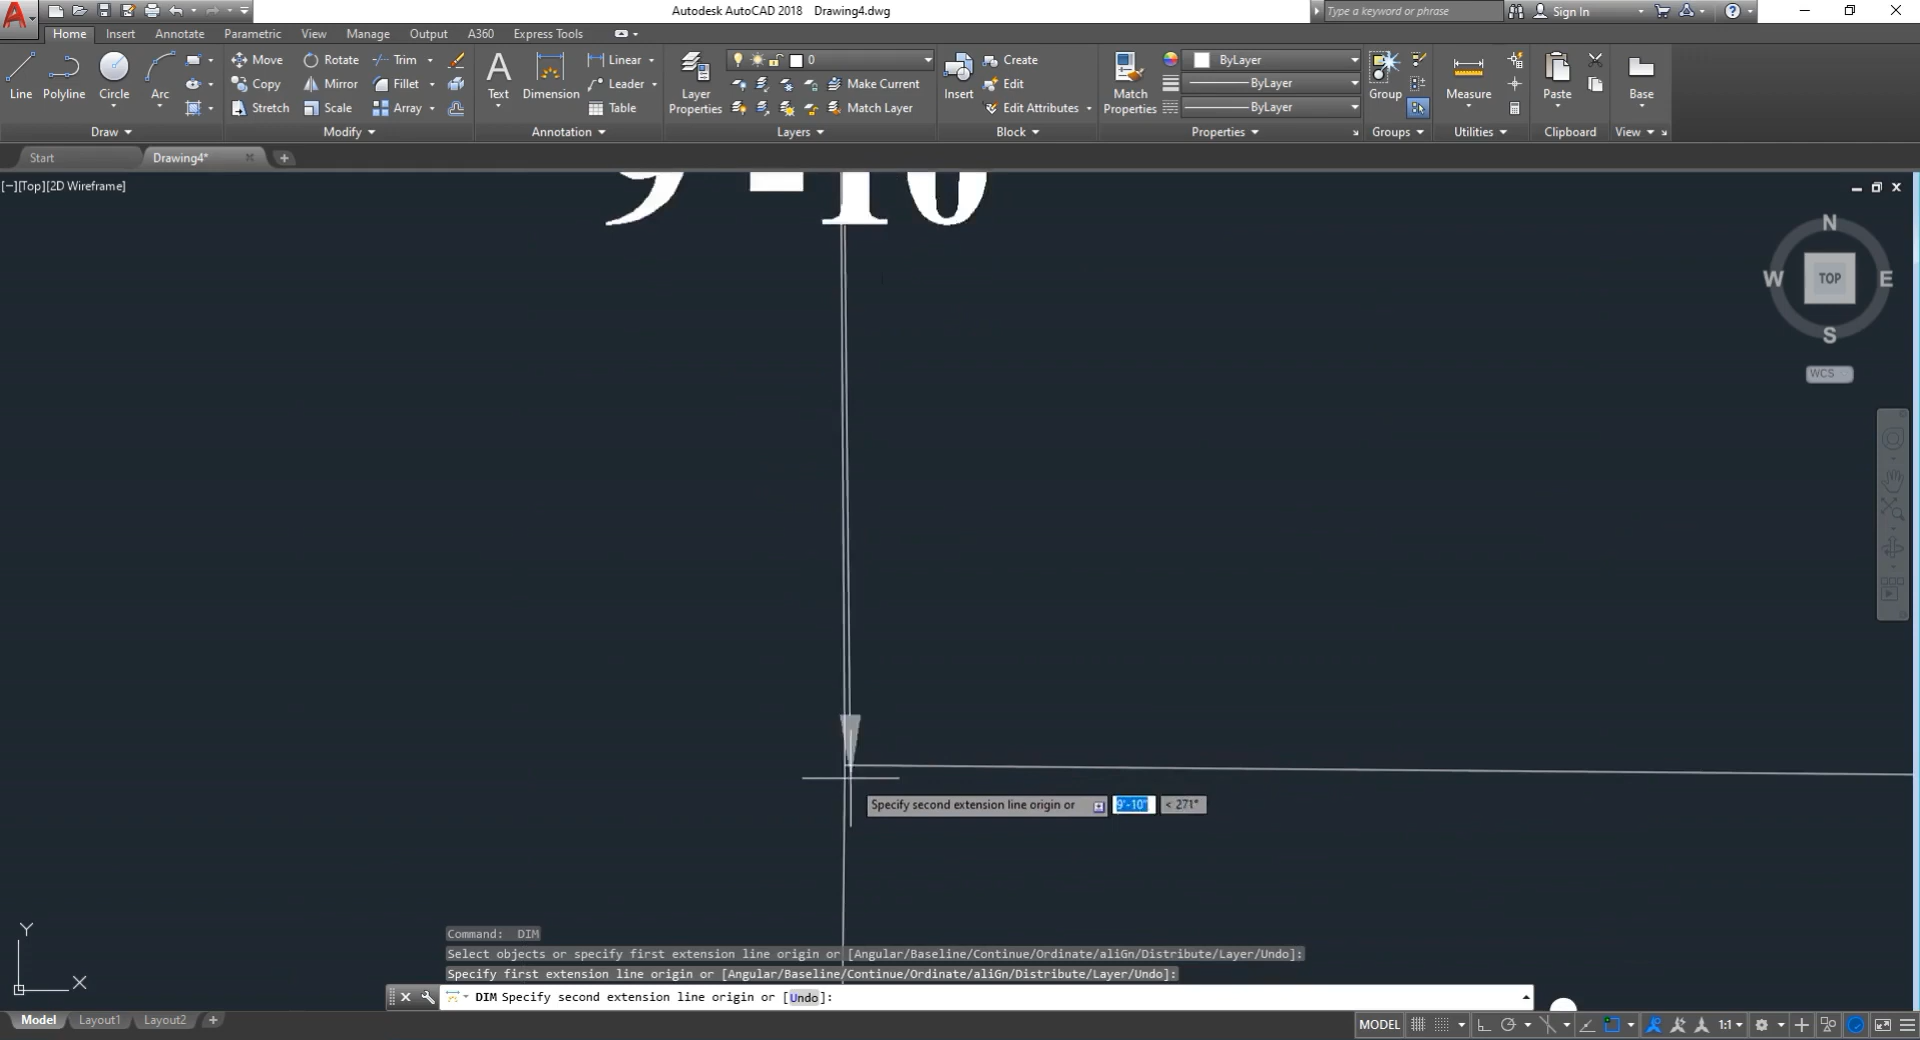 Autodesk AutoCAD 2018 Drawing4.dwg
Type a keyword or phrase
Sign In
Home Insert Annotate Parametric View Manage Output A360 Express Tools
Line Polyline Circle Arc
Move Rotate Trim
Copy Mirror Fillet
Stretch Scale Array
Text Dimension
Linear
Leader
Table
Layer Properties
0
Make Current
Match Layer
Insert
Create
Edit
Edit Attributes
Match Properties
ByLayer
ByLayer
ByLayer
Group
Measure
Paste
Base
Draw Modify Annotation Layers Block Properties Groups Utilities Clipboard View
Start Drawing4*
[−][Top][2D Wireframe]
9'-10
N
W TOP E
S
WCS
Specify second extension line origin or 9'-10" < 271°
Y
X
Command: DIM
Select objects or specify first extension line origin or [Angular/Baseline/Continue/Ordinate/aliGn/Distribute/Layer/Undo]:
Specify first extension line origin or [Angular/Baseline/Continue/Ordinate/aliGn/Distribute/Layer/Undo]:
DIM Specify second extension line origin or [Undo]:
Model Layout1 Layout2
MODEL 1:1